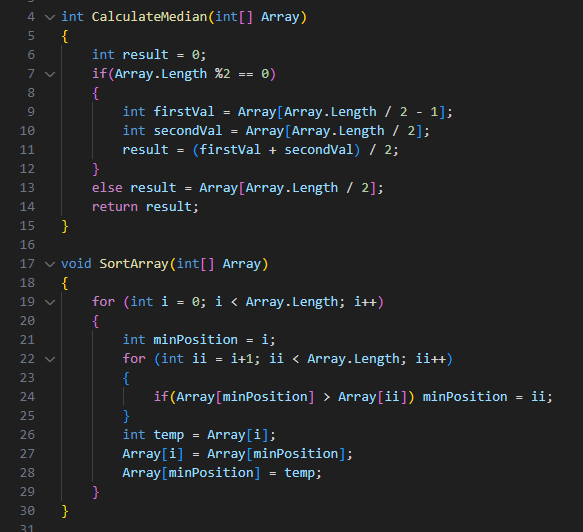 4 int CalculateMedian(int[] Array)
5 {
6     int result = 0;
7     if(Array.Length %2 == 0)
8     {
9         int firstVal = Array[Array.Length / 2 - 1];
10         int secondVal = Array[Array.Length / 2];
11         result = (firstVal + secondVal) / 2;
12     }
13     else result = Array[Array.Length / 2];
14     return result;
15 }
16
17 void SortArray(int[] Array)
18 {
19     for (int i = 0; i < Array.Length; i++)
20     {
21         int minPosition = i;
22         for (int ii = i+1; ii < Array.Length; ii++)
23         {
24             if(Array[minPosition] > Array[ii]) minPosition = ii;
25         }
26         int temp = Array[i];
27         Array[i] = Array[minPosition];
28         Array[minPosition] = temp;
29     }
30 }
31